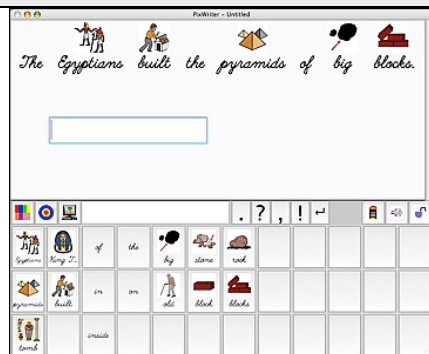 PixWriter - Untitled
The Egyptians built the pyramids of big blocks.
. ? , ! ↵
Egyptians King T... of the big stone rock
pyramids built in on old block blocks
tomb inside